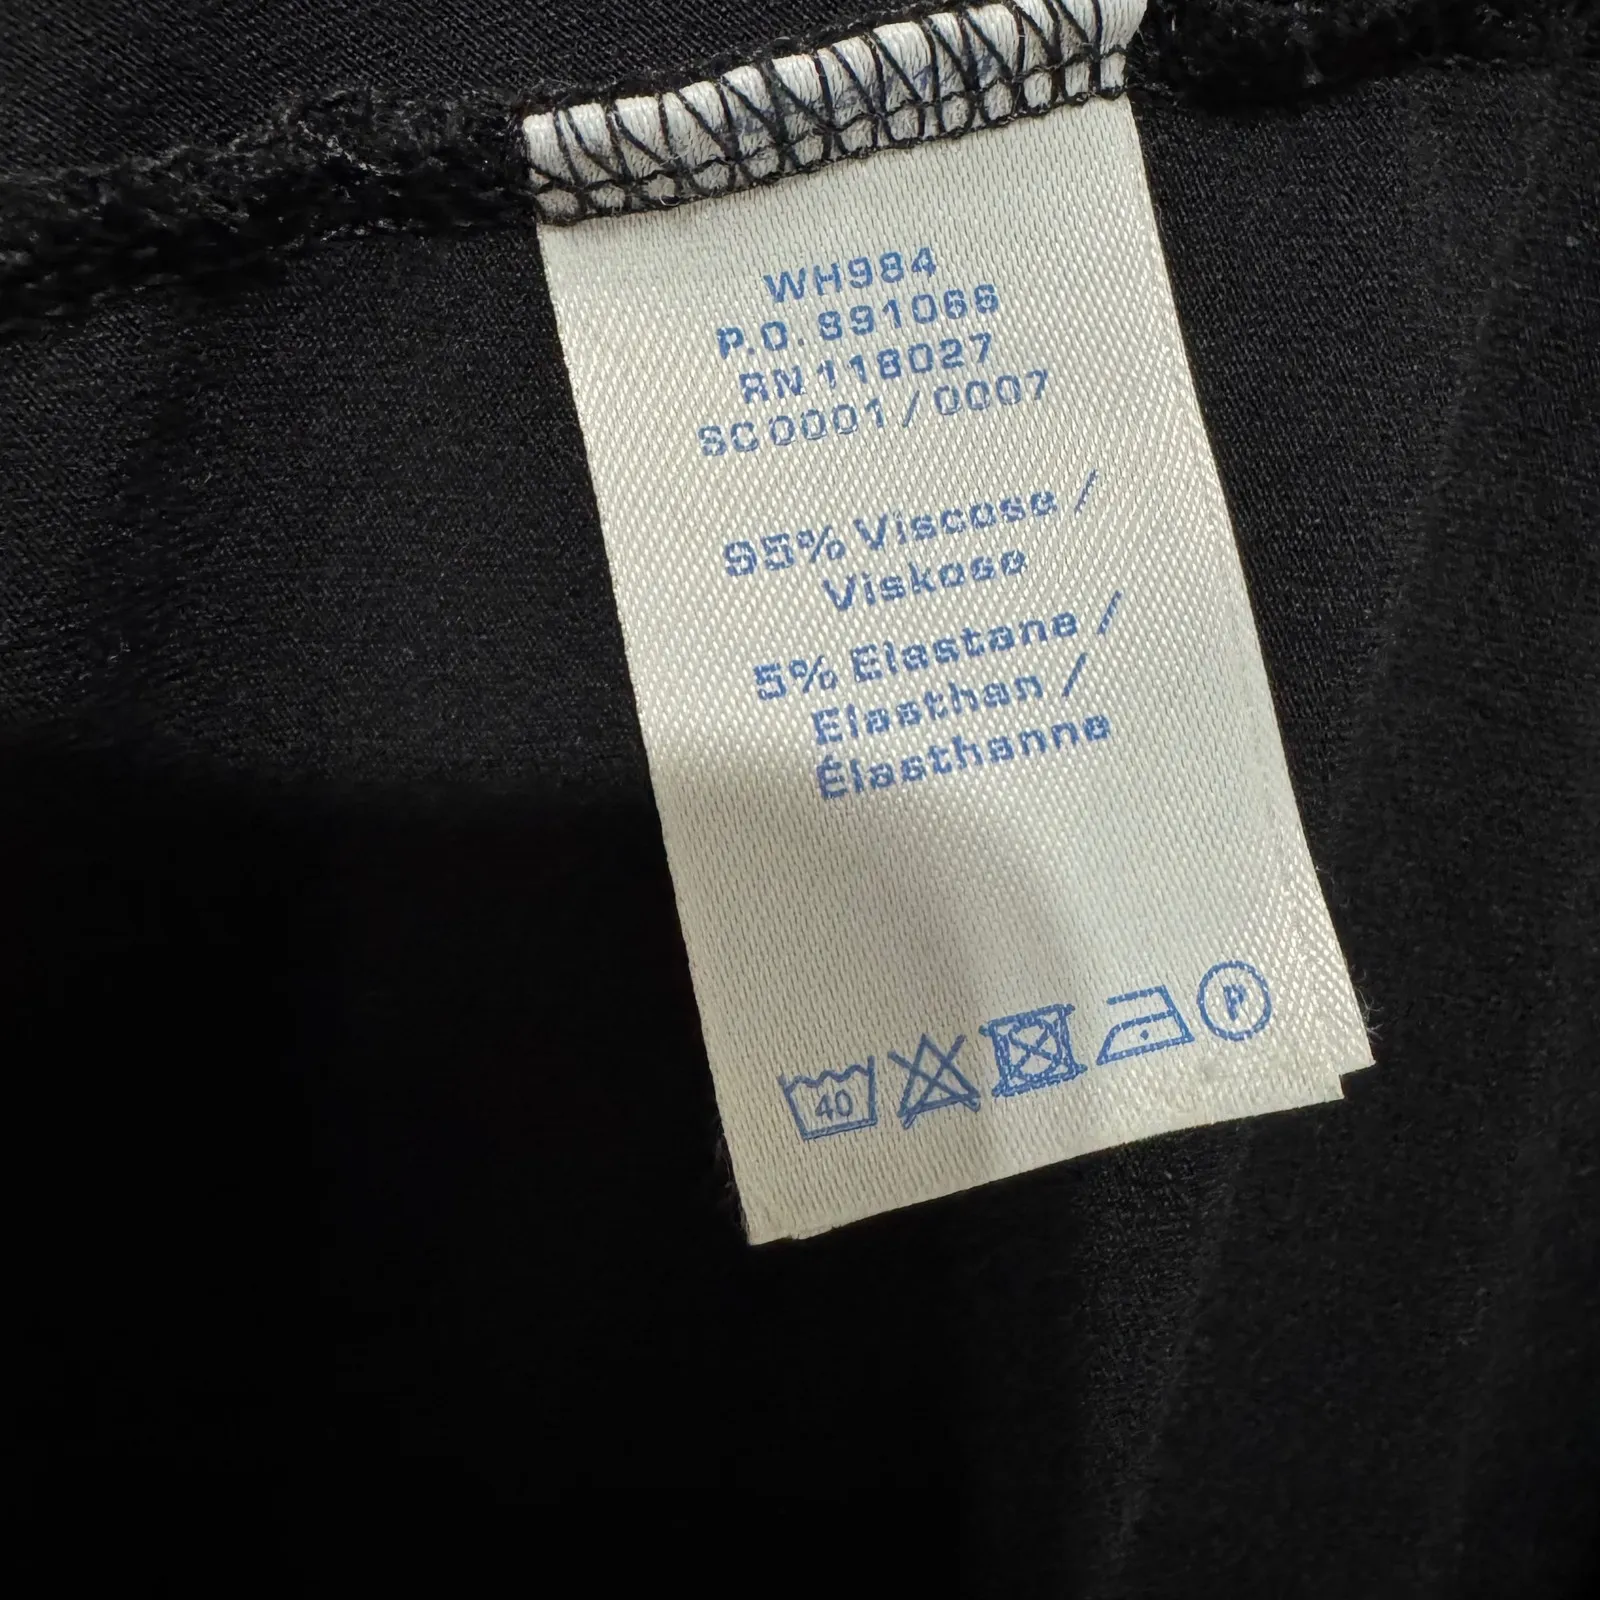 WH984
P.O. 891066
RN 118027
SC0001/0007
95% Viscose /
Viskose
5% Elastane /
Elasthan /
Élasthanne
40
P